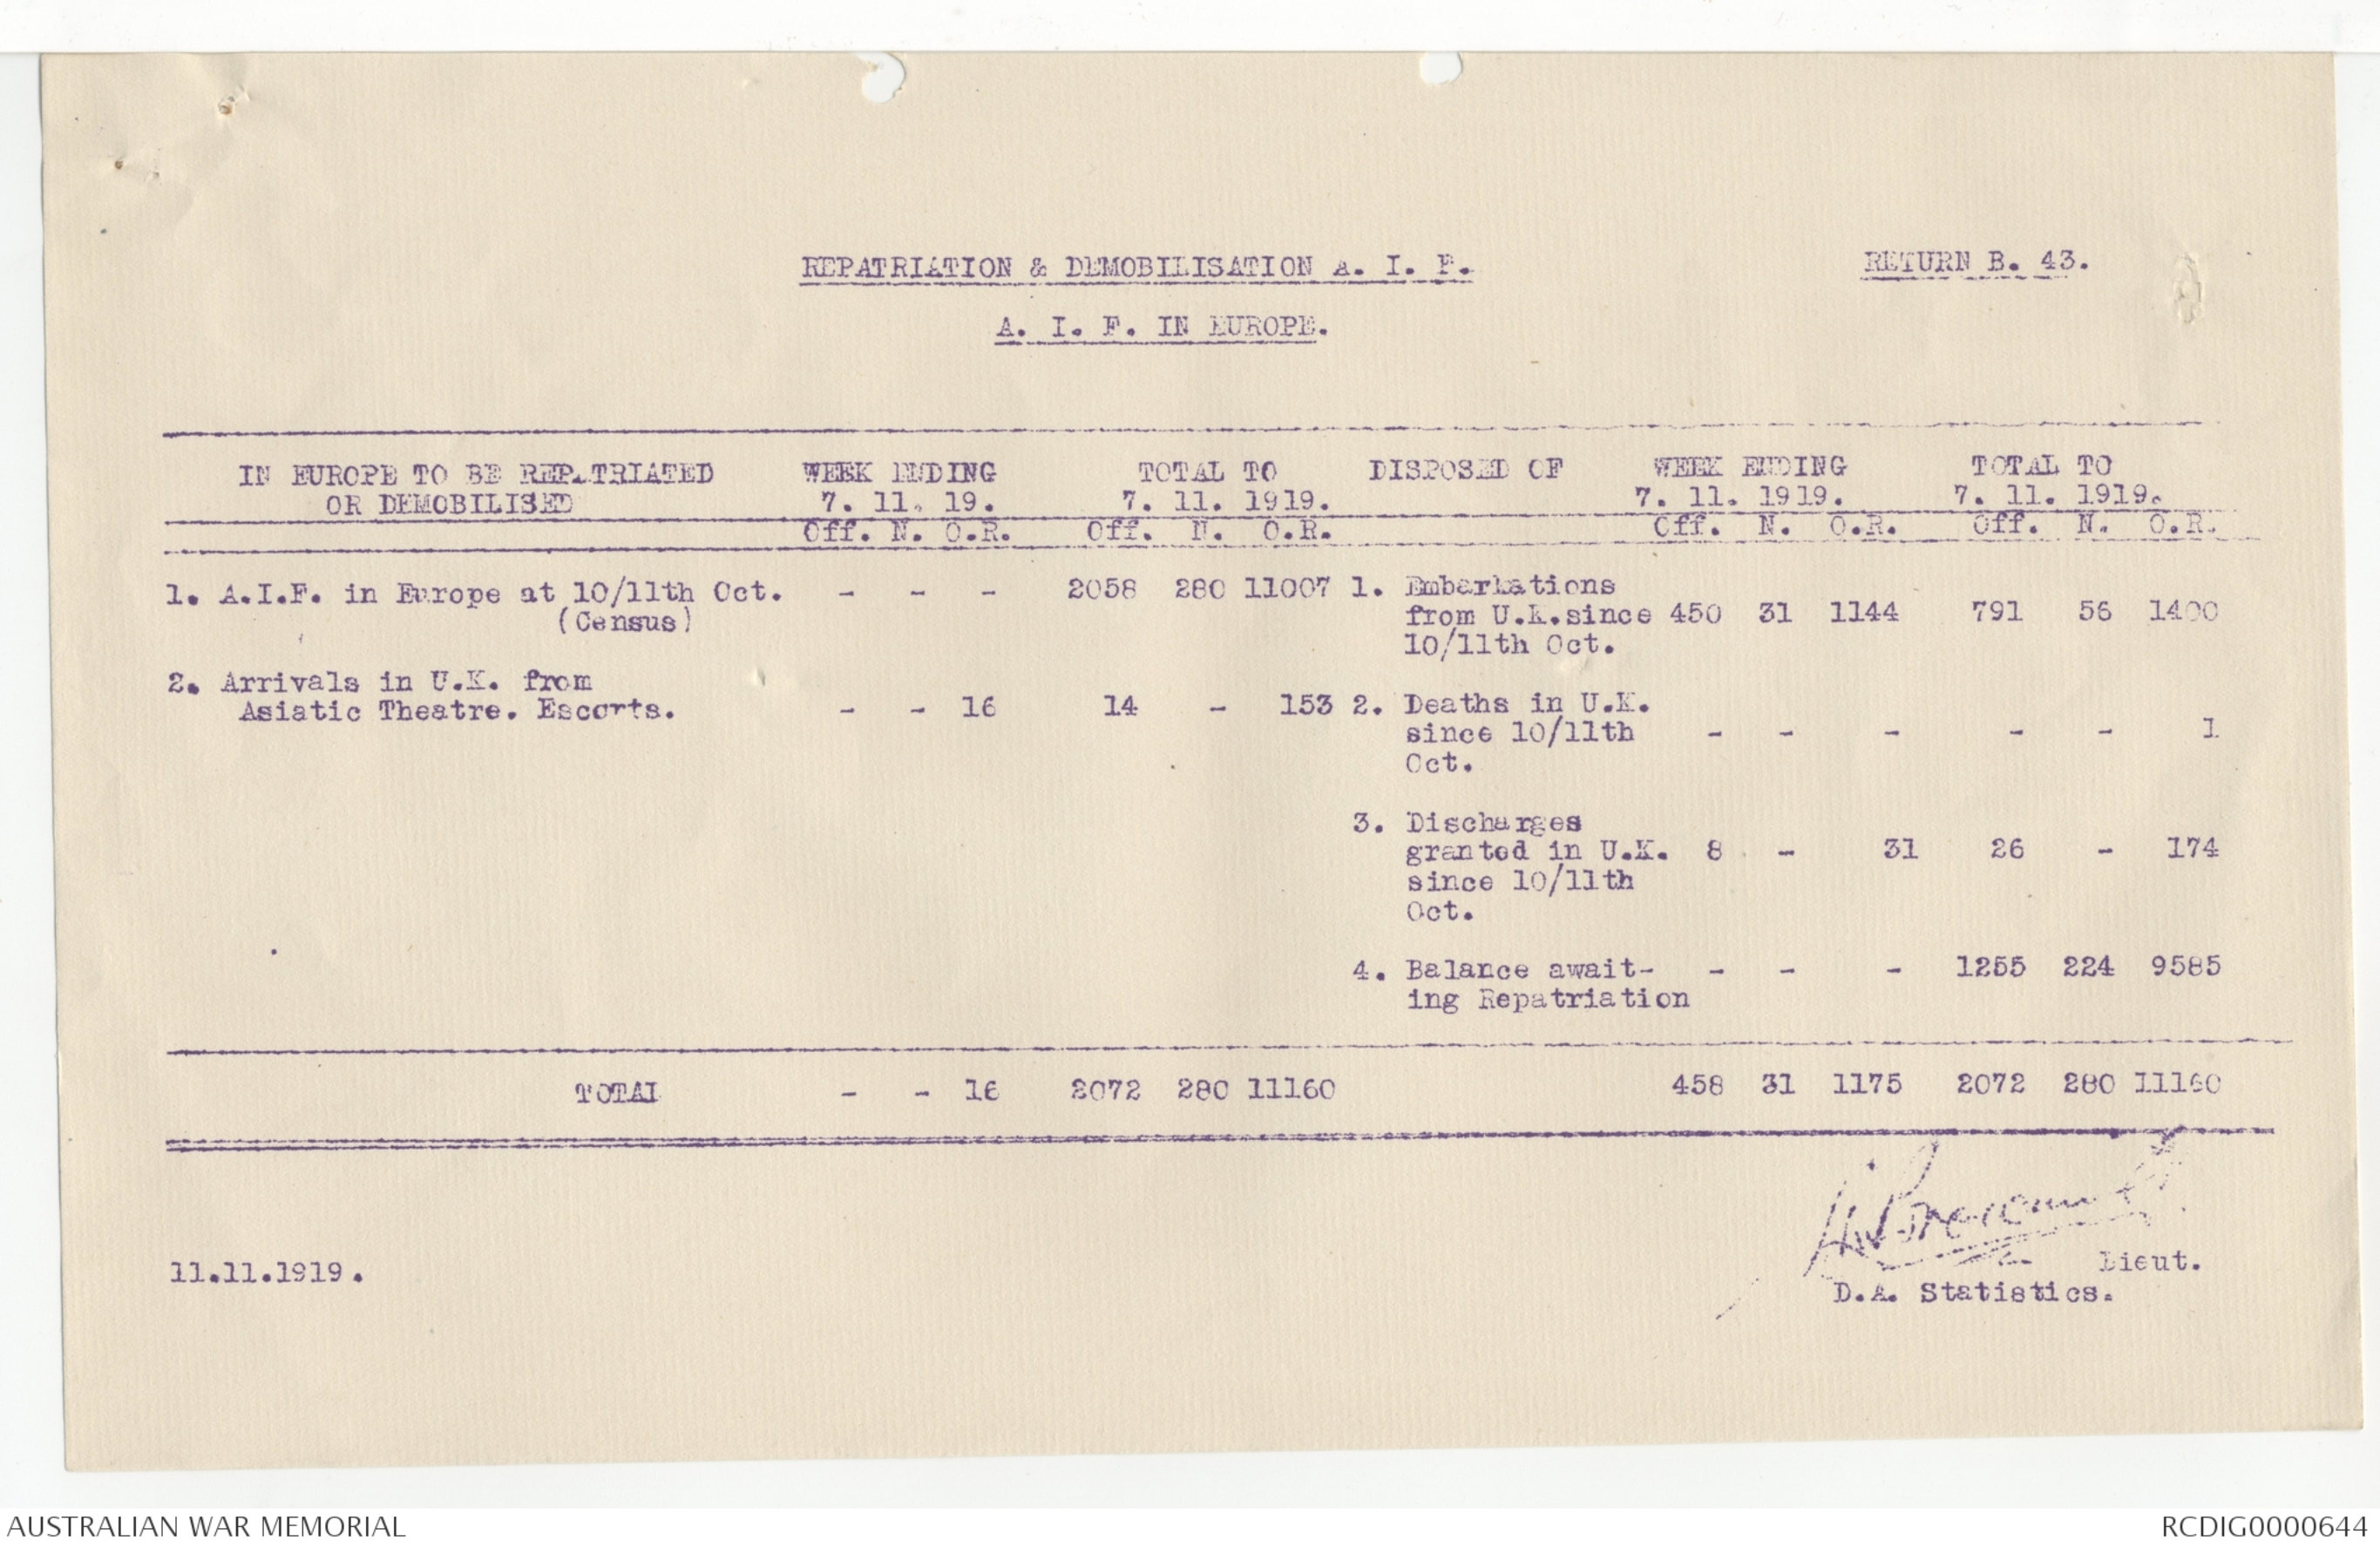 REPATRIATION & DEMOBILISATION A. I. F.
RETURN B. 43.
A. I. F. IN EUROPE.
IN EUROPE TO BE REPATRIATED WEEK ENDING TOTAL TO DISPOSED OF WEEK ENDING TOTAL TO
OR DEMOBILISED 7. 11. 19. 7. 11. 1919. 7. 11. 1919. 7. 11. 1919.
Off. N. O.R. Off. N. O.R. Off. N. O.R. Off. N. O.R.
1. A.I.F. in Europe at 10/11th Oct. - - - 2058 280 11007
(Census)
2. Arrivals in U.K. from
Asiatic Theatre. Escorts. - - 16 14 - 153
1. Embarkations
from U.K.since 450 31 1144 791 56 1400
10/11th Oct.
2. Deaths in U.K.
since 10/11th - - - - - 1
Oct.
3. Discharges
granted in U.K. 8 - 31 26 - 174
since 10/11th
Oct.
4. Balance await- - - - 1255 224 9585
ing Repatriation
TOTAL - - 16 2072 280 11160 458 31 1175 2072 280 11160
Lieut.
D.A. Statistics.
11.11.1919.
AUSTRALIAN WAR MEMORIAL
RCDIG0000644